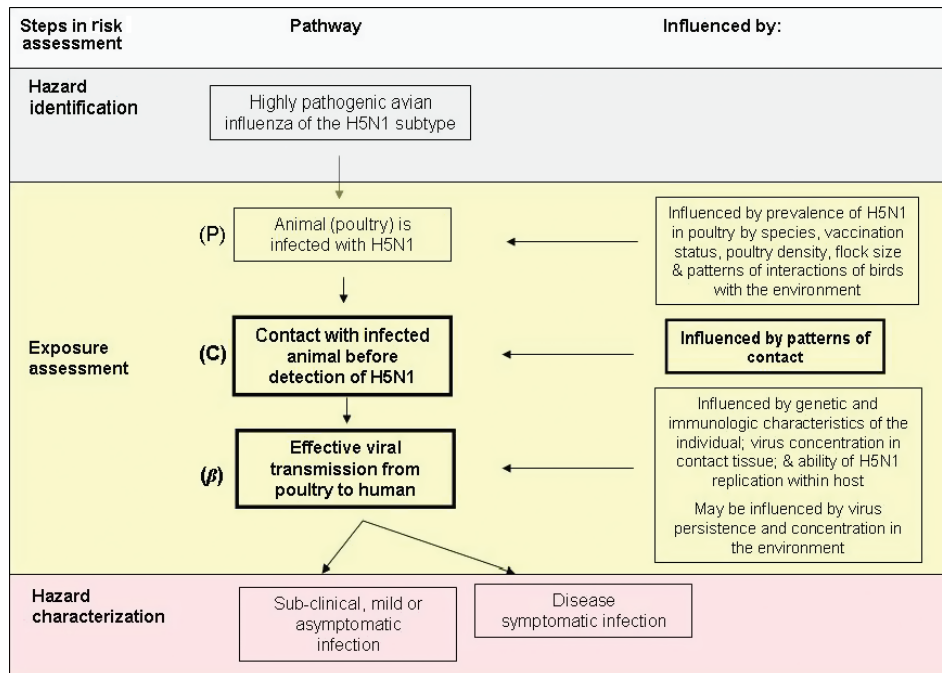 Steps in risk
assessment
Pathway
Influenced by:
Hazard
identification
Highly pathogenic avian
influenza of the H5N1 subtype
Exposure
assessment
(P)
Animal (poultry) is
infected with H5N1
Influenced by prevalence of H5N1
in poultry by species, vaccination
status, poultry density, flock size
& patterns of interactions of birds
with the environment
(C)
Contact with infected
animal before
detection of H5N1
Influenced by patterns of
contact
(β)
Effective viral
transmission from
poultry to human
Influenced by genetic and
immunologic characteristics of the
individual; virus concentration in
contact tissue; & ability of H5N1
replication within host
May be influenced by virus
persistence and concentration in
the environment
Hazard
characterization
Sub-clinical, mild or
asymptomatic
infection
Disease
symptomatic infection